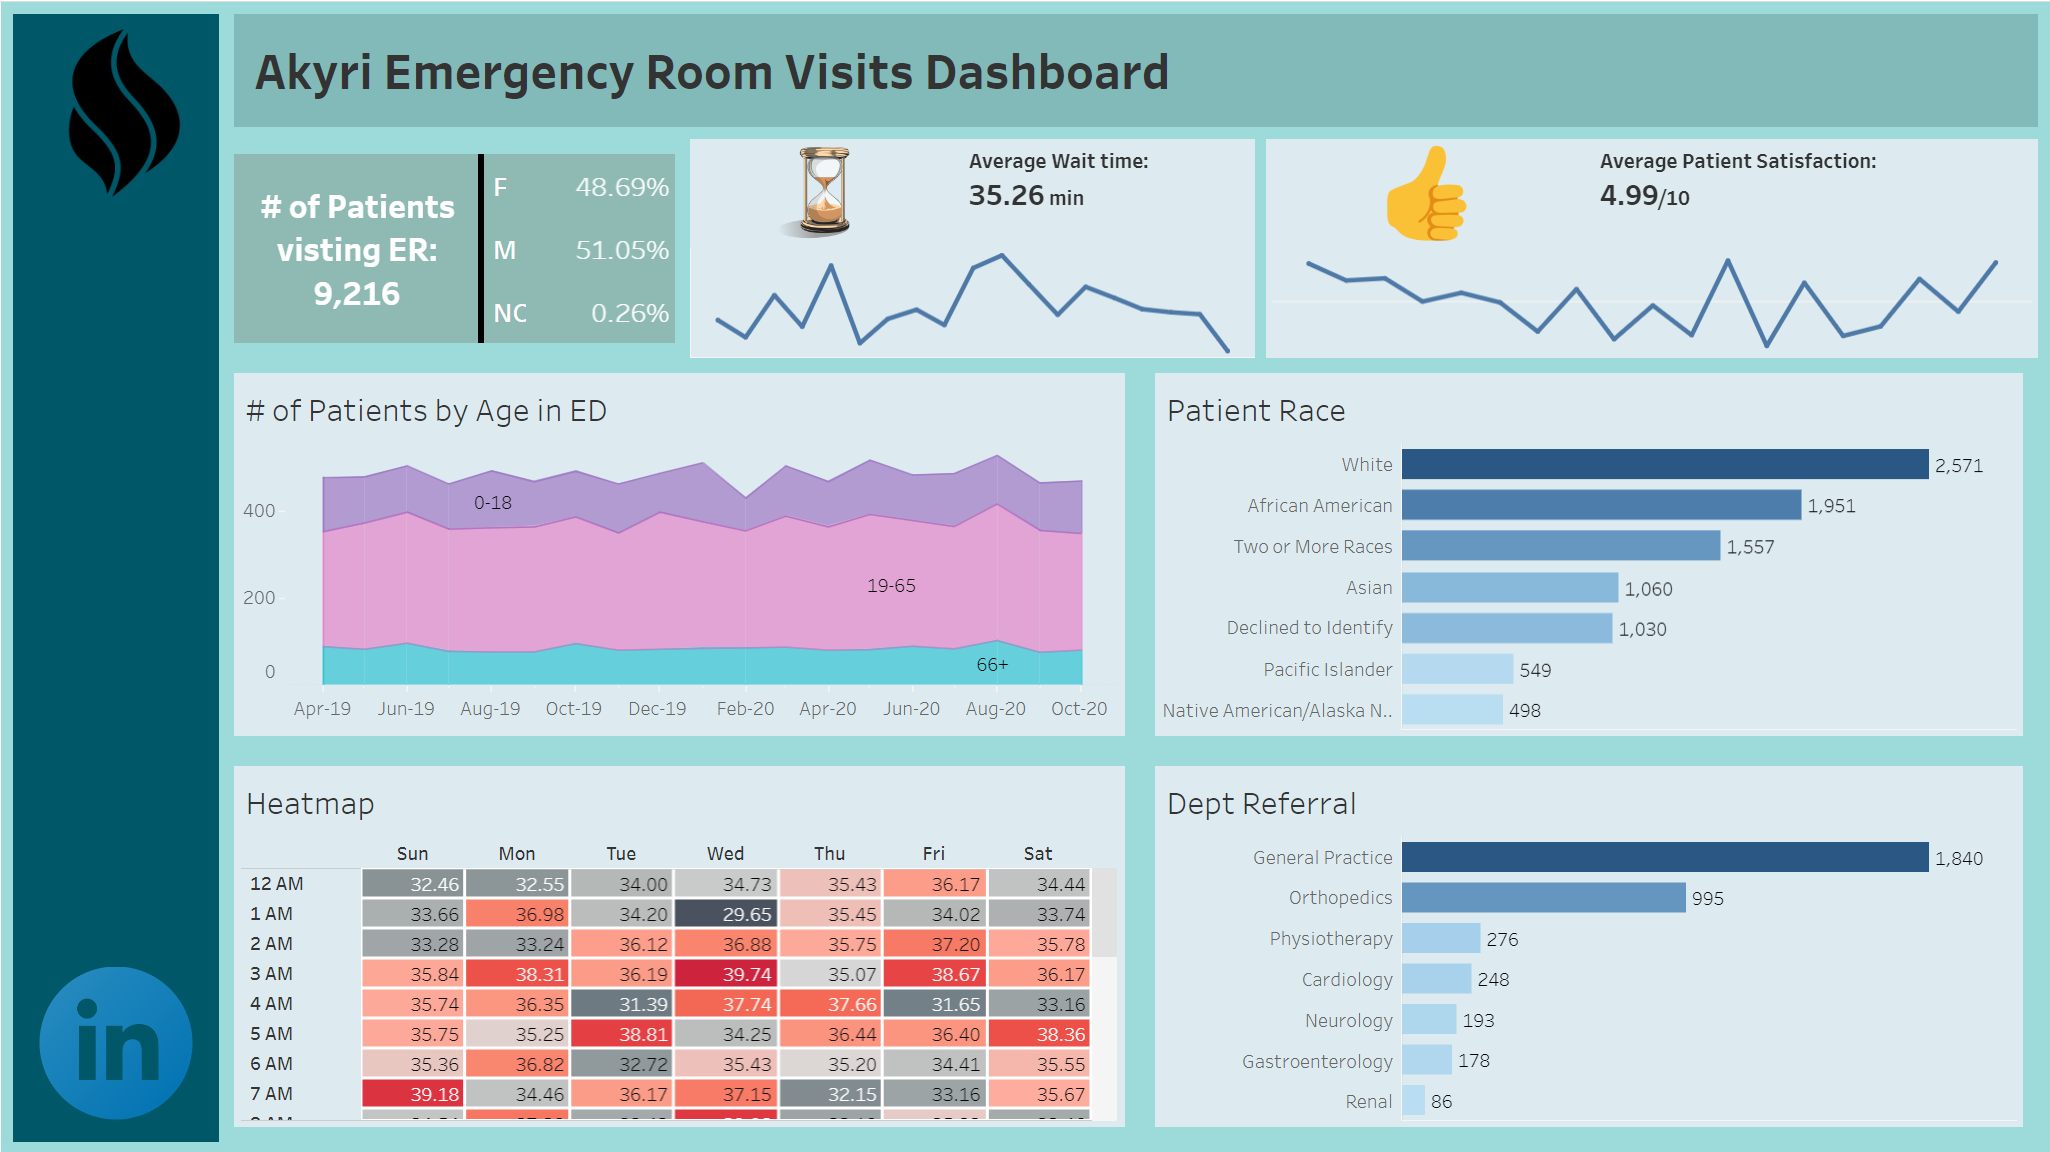 Akyri Emergency Room Visits Dashboard
# of Patients
visting ER:
9,216
F 48.69%
M 51.05%
NC 0.26%
Average Wait time:
35.26 min
Average Patient Satisfaction:
4.99/10
# of Patients by Age in ED
400
200
0
0-18
19-65
66+
Apr-19 Jun-19 Aug-19 Oct-19 Dec-19 Feb-20 Apr-20 Jun-20 Aug-20 Oct-20
Patient Race
White 2,571
African American 1,951
Two or More Races 1,557
Asian 1,060
Declined to Identify 1,030
Pacific Islander 549
Native American/Alaska N.. 498
Heatmap
Sun Mon Tue Wed Thu Fri Sat
12 AM 32.46 32.55 34.00 34.73 35.43 36.17 34.44
1 AM 33.66 36.98 34.20 29.65 35.45 34.02 33.74
2 AM 33.28 33.24 36.12 36.88 35.75 37.20 35.78
3 AM 35.84 38.31 36.19 39.74 35.07 38.67 36.17
4 AM 35.74 36.35 31.39 37.74 37.66 31.65 33.16
5 AM 35.75 35.25 38.81 34.25 36.44 36.40 38.36
6 AM 35.36 36.82 32.72 35.43 35.20 34.41 35.55
7 AM 39.18 34.46 36.17 37.15 32.15 33.16 35.67
Dept Referral
General Practice 1,840
Orthopedics 995
Physiotherapy 276
Cardiology 248
Neurology 193
Gastroenterology 178
Renal 86
in